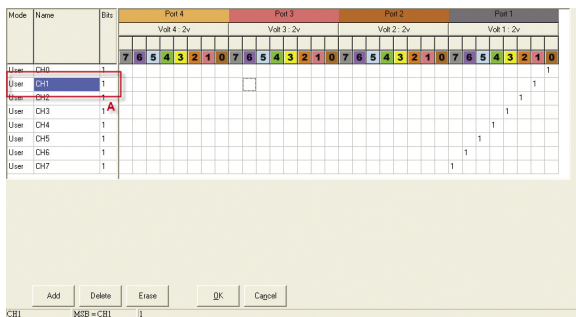 Mode Name Bits Port 4 Port 3 Port 2 Port 1
Volt 4 : 2v Volt 3 : 2v Volt 2 : 2v Volt 1 : 2v
7 6 5 4 3 2 1 0 7 6 5 4 3 2 1 0 7 6 5 4 3 2 1 0 7 6 5 4 3 2 1 0
User CH0 1 1
User CH1 1 1
User CH2 1 1
A
User CH3 1 1
User CH4 1 1
User CH5 1 1
User CH6 1 1
User CH7 1 1
Add Delete Erase OK Cancel
CH1 MSB = CH1 1